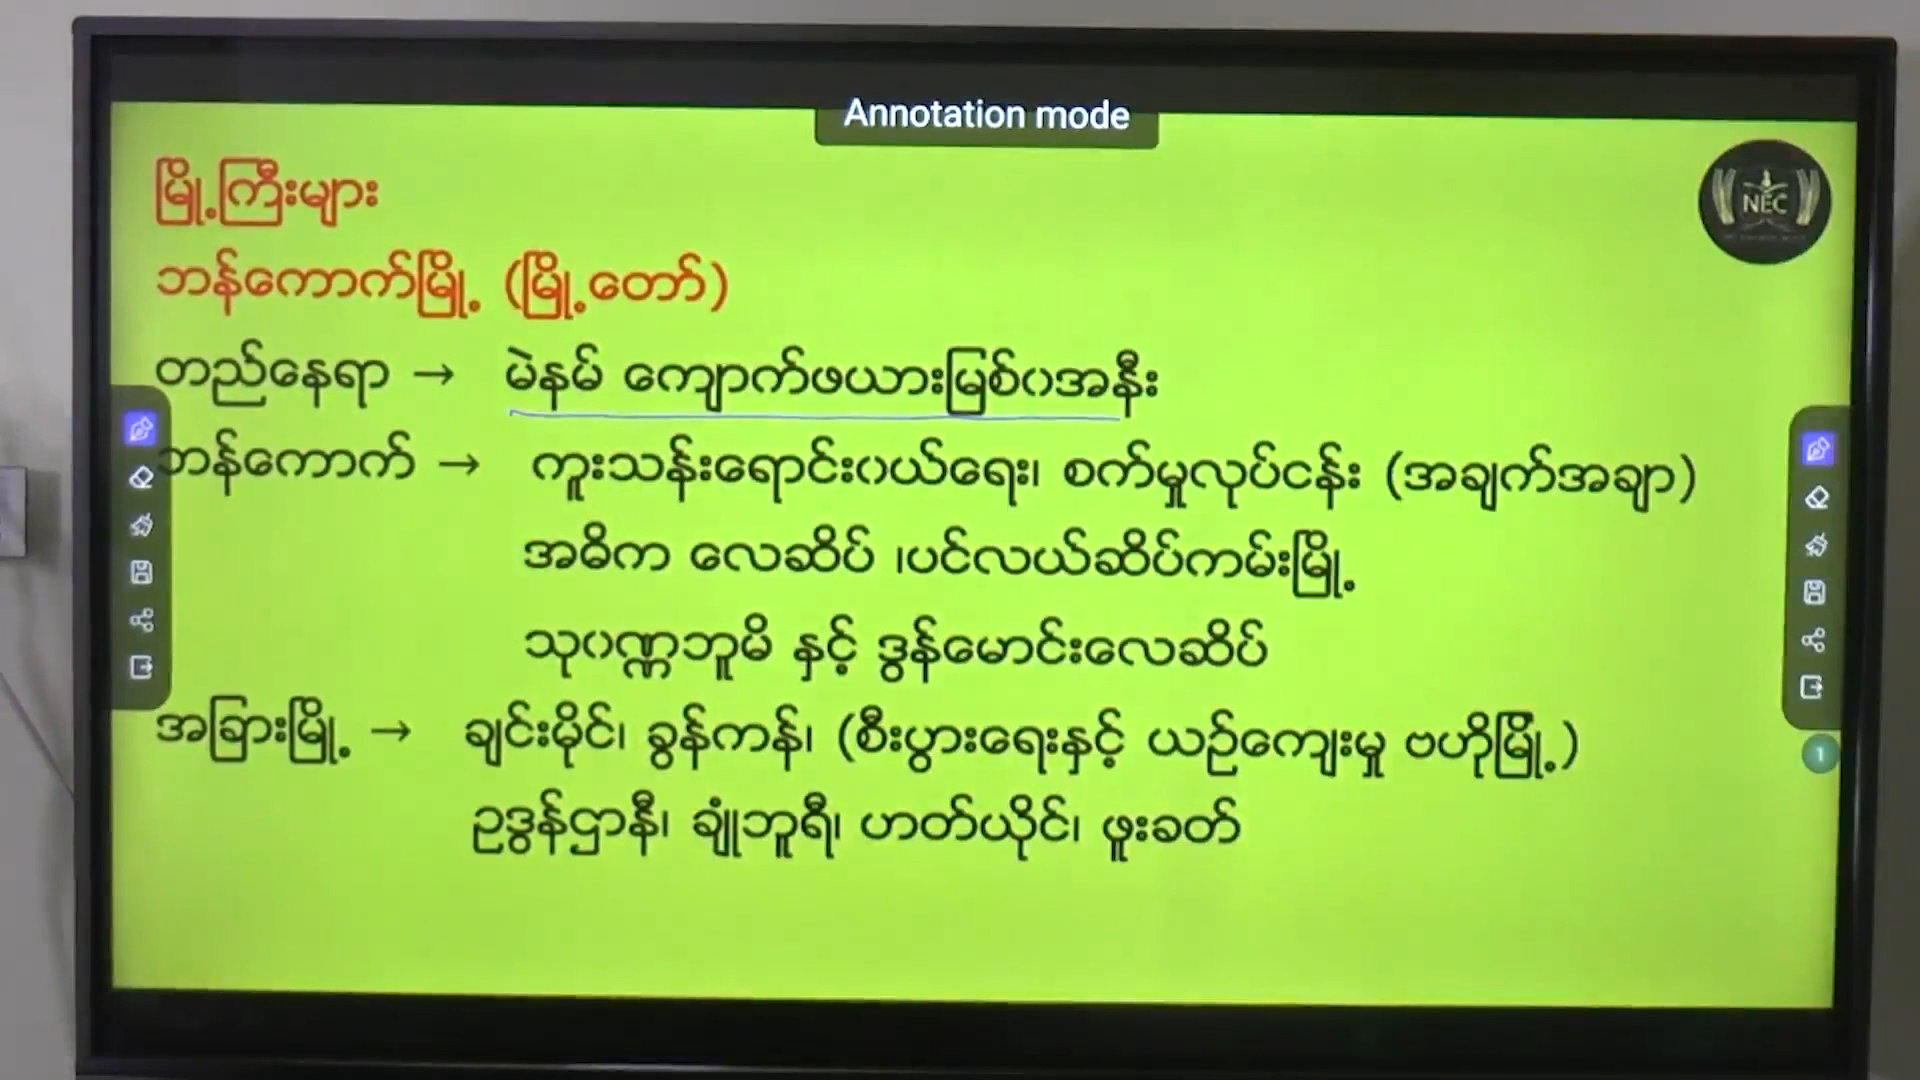 Annotation mode
NEC
မြို့ကြီးများ
ဘန်ကောက်မြို့ (မြို့တော်)
တည်နေရာ → မဲနမ် ကျောက်ဖယားမြစ်ဝအနီး
ဘန်ကောက် → ကူးသန်းရောင်းဝယ်ရေး၊ စက်မှုလုပ်ငန်း (အချက်အချာ)
အဓိက လေဆိပ် ၊ပင်လယ်ဆိပ်ကမ်းမြို့
သုဝဏ္ဏဘူမိ နှင့် ဒွန်မောင်းလေဆိပ်
အခြားမြို့ → ချင်းမိုင်၊ ခွန်ကန်၊ (စီးပွားရေးနှင့် ယဉ်ကျေးမှု ဗဟိုမြို့)
ဥဒွန်ဌာနီ၊ ချုံဘူရီ၊ ဟတ်ယိုင်၊ ဖူးခတ်
1